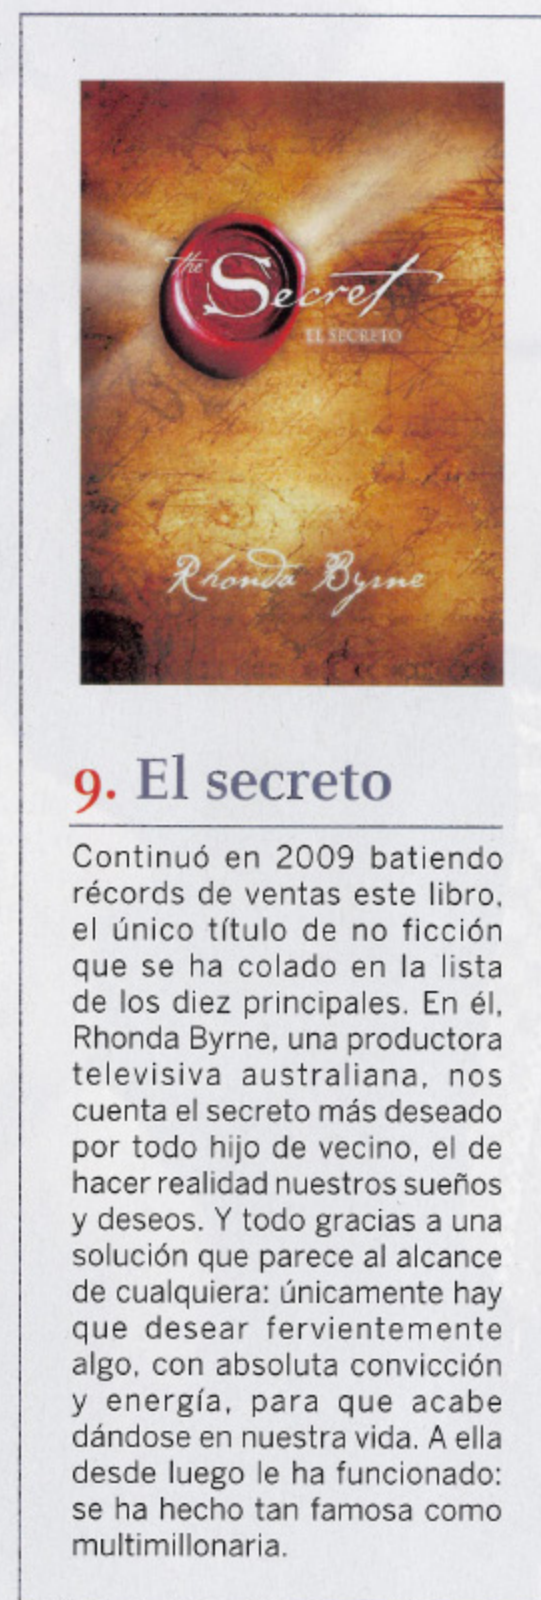 the Secret
EL SECRETO
Rhonda Byrne
9. El secreto
Continuó en 2009 batiendo
récords de ventas este libro,
el único título de no ficción
que se ha colado en la lista
de los diez principales. En él,
Rhonda Byrne, una productora
televisiva australiana, nos
cuenta el secreto más deseado
por todo hijo de vecino, el de
hacer realidad nuestros sueños
y deseos. Y todo gracias a una
solución que parece al alcance
de cualquiera: únicamente hay
que desear fervientemente
algo, con absoluta convicción
y energía, para que acabe
dándose en nuestra vida. A ella
desde luego le ha funcionado:
se ha hecho tan famosa como
multimillonaria.